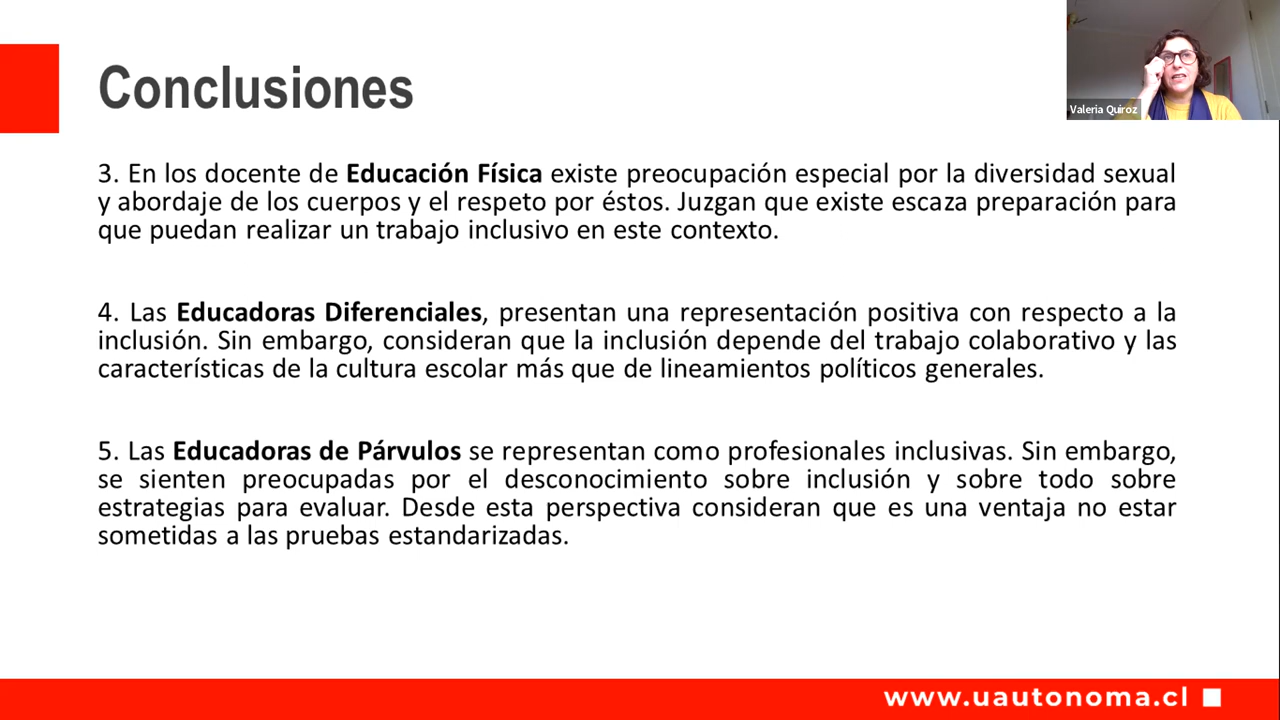 Conclusiones
Valeria Quiroz
3. En los docente de Educación Física existe preocupación especial por la diversidad sexual
y abordaje de los cuerpos y el respeto por éstos. Juzgan que existe escaza preparación para
que puedan realizar un trabajo inclusivo en este contexto.
4. Las Educadoras Diferenciales, presentan una representación positiva con respecto a la
inclusión. Sin embargo, consideran que la inclusión depende del trabajo colaborativo y las
características de la cultura escolar más que de lineamientos políticos generales.
5. Las Educadoras de Párvulos se representan como profesionales inclusivas. Sin embargo,
se sienten preocupadas por el desconocimiento sobre inclusión y sobre todo sobre
estrategias para evaluar. Desde esta perspectiva consideran que es una ventaja no estar
sometidas a las pruebas estandarizadas.
www.uautonoma.cl